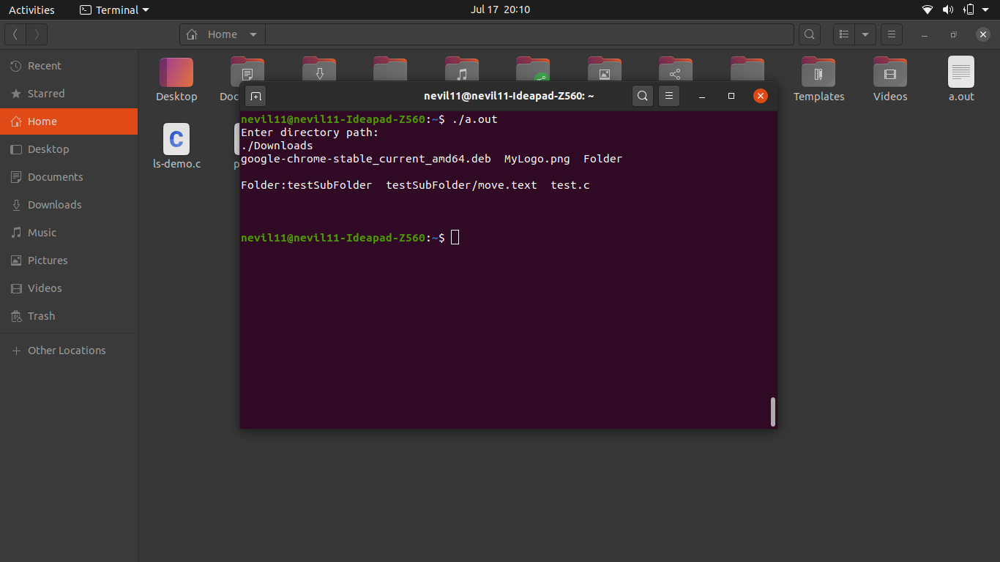 Activities
Terminal
Jul 17 20:10
Home
Recent
Starred
Home
Desktop
Documents
Downloads
Music
Pictures
Videos
Trash
Other Locations
Desktop
Templates
Videos
a.out
ls-demo.c
nevil11@nevil11-Ideapad-Z560: ~
nevil11@nevil11-Ideapad-Z560:~$ ./a.out
Enter directory path:
./Downloads
google-chrome-stable_current_amd64.deb MyLogo.png Folder
Folder:testSubFolder testSubFolder/move.text test.c
nevil11@nevil11-Ideapad-Z560:~$